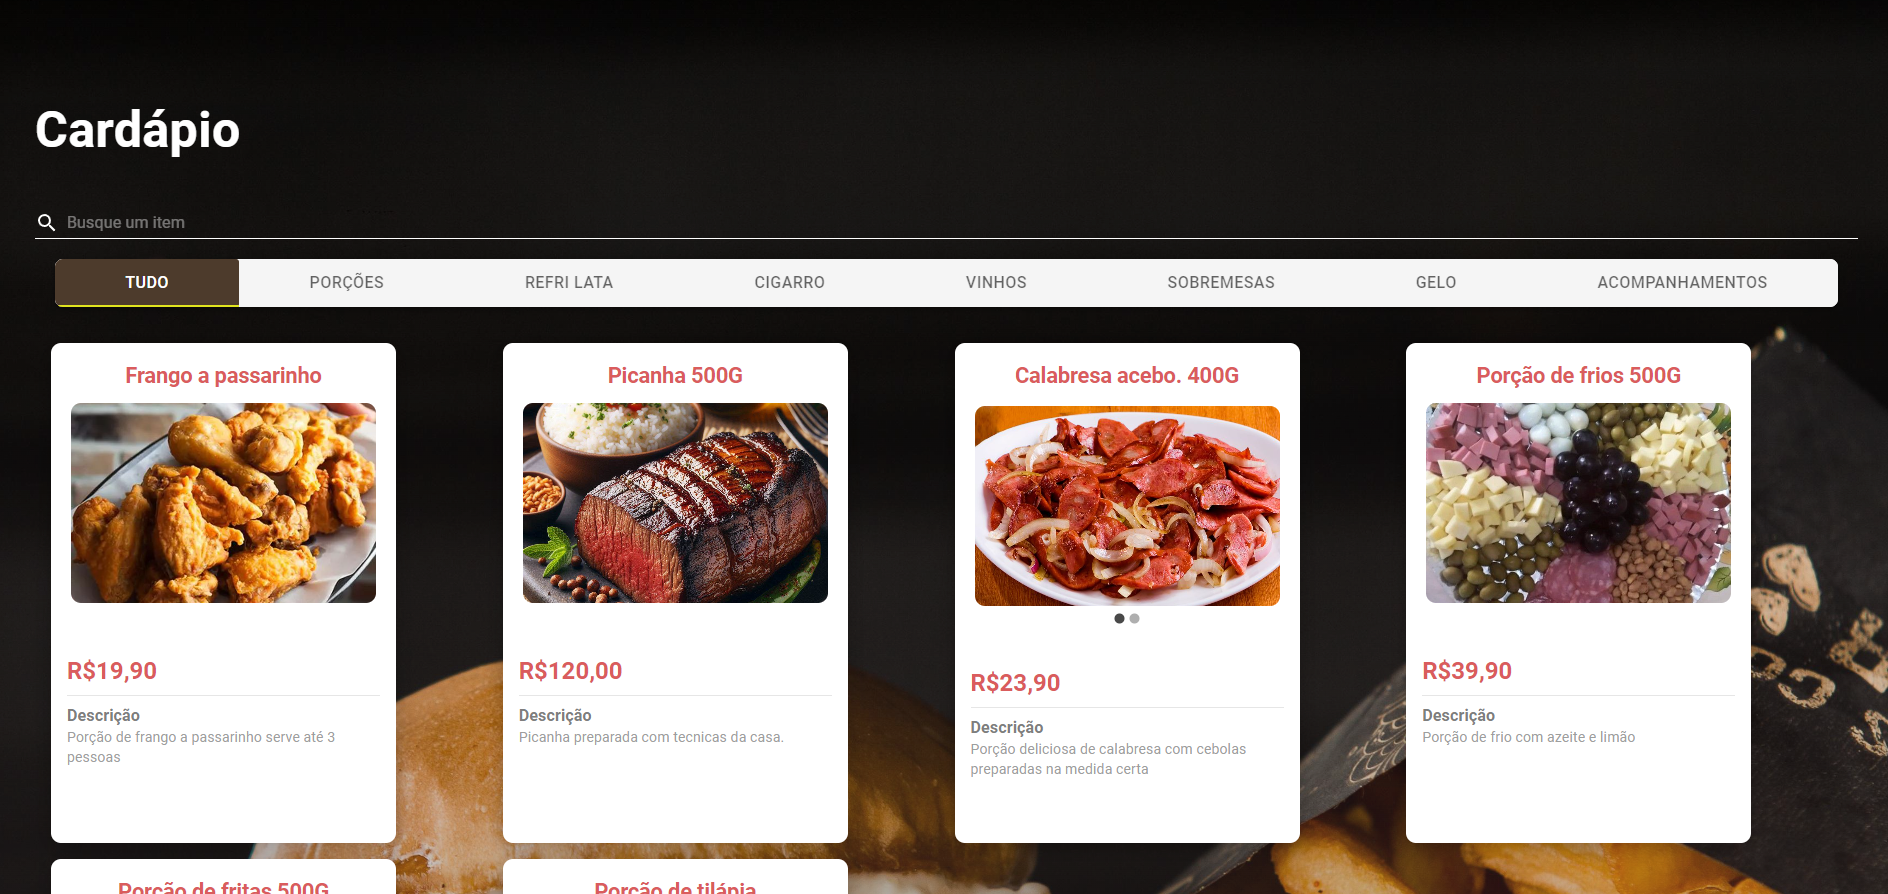 Cardápio
Busque um item
TUDO PORÇÕES REFRI LATA CIGARRO VINHOS SOBREMESAS GELO ACOMPANHAMENTOS
Frango a passarinho
R$19,90
Descrição
Porção de frango a passarinho serve até 3
pessoas
Picanha 500G
R$120,00
Descrição
Picanha preparada com tecnicas da casa.
Calabresa acebo. 400G
R$23,90
Descrição
Porção deliciosa de calabresa com cebolas
preparadas na medida certa
Porção de frios 500G
R$39,90
Descrição
Porção de frio com azeite e limão
Porção de fritas 500G
Porção de tilápia